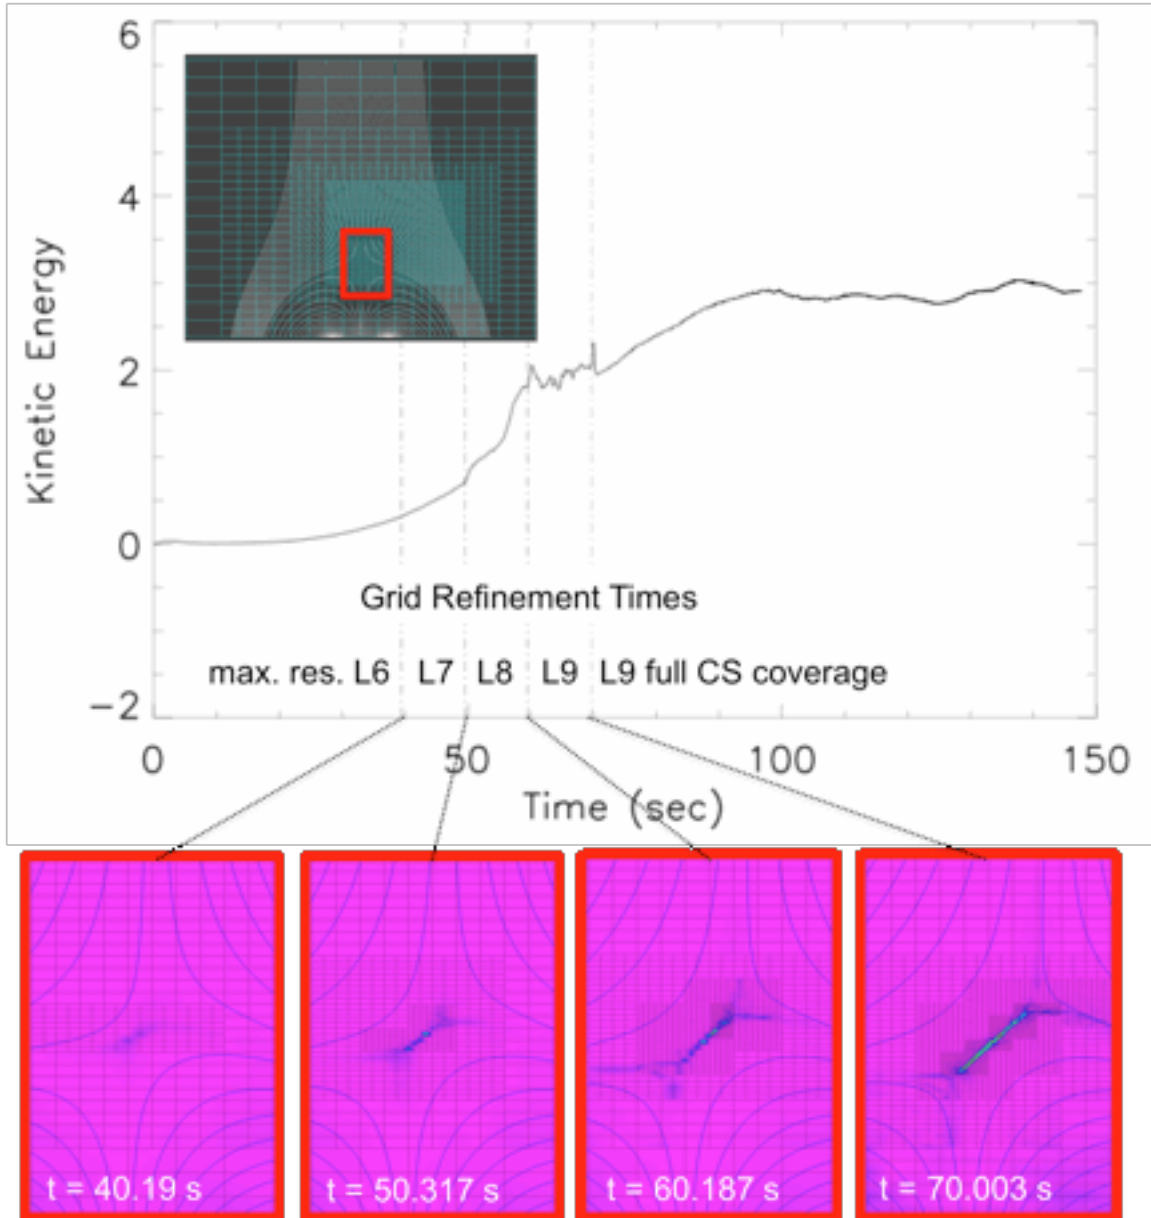 6
4
2
0
−2
Kinetic Energy
Grid Refinement Times
max. res. L6 L7 L8 L9 L9 full CS coverage
0 50 100 150
Time (sec)
t = 40.19 s t = 50.317 s t = 60.187 s t = 70.003 s